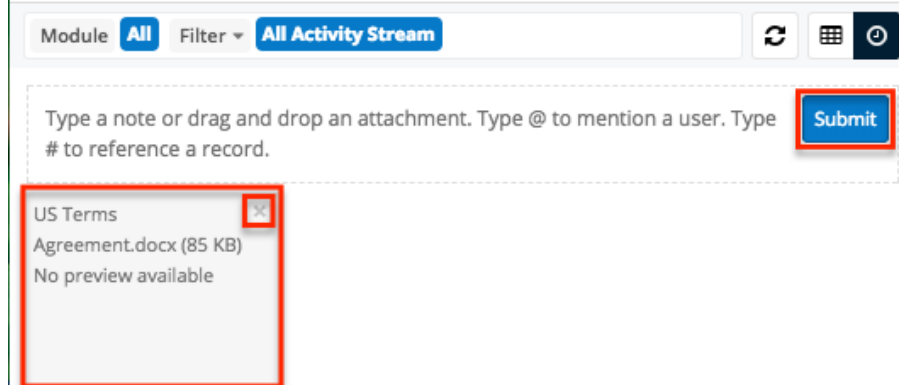 Module All Filter All Activity Stream
Type a note or drag and drop an attachment. Type @ to mention a user. Type
# to reference a record.
Submit
US Terms
Agreement.docx (85 KB)
No preview available